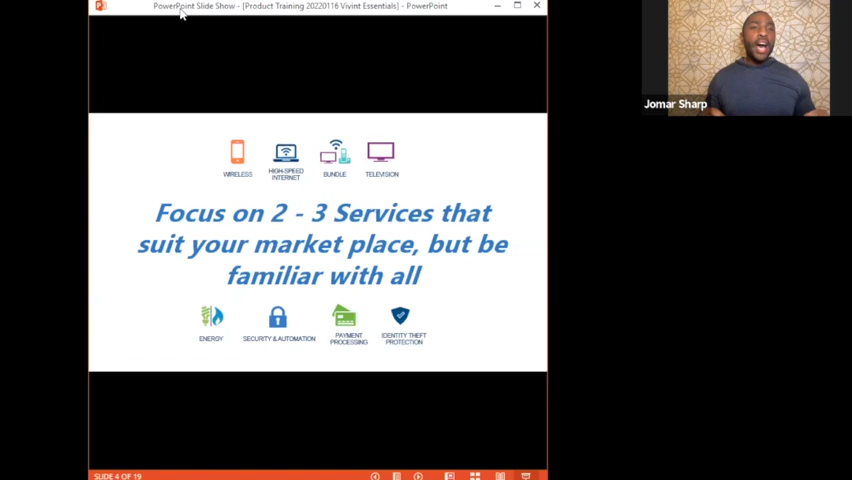 PowerPoint Slide Show - [Product Training 20220116 Vivint Essentials] - PowerPoint
Jomar Sharp
WIRELESS
HIGH-SPEED
INTERNET
BUNDLE
TELEVISION
Focus on 2 - 3 Services that
suit your market place, but be
familiar with all
ENERGY
SECURITY & AUTOMATION
PAYMENT
PROCESSING
IDENTITY THEFT
PROTECTION
SLIDE 4 OF 19